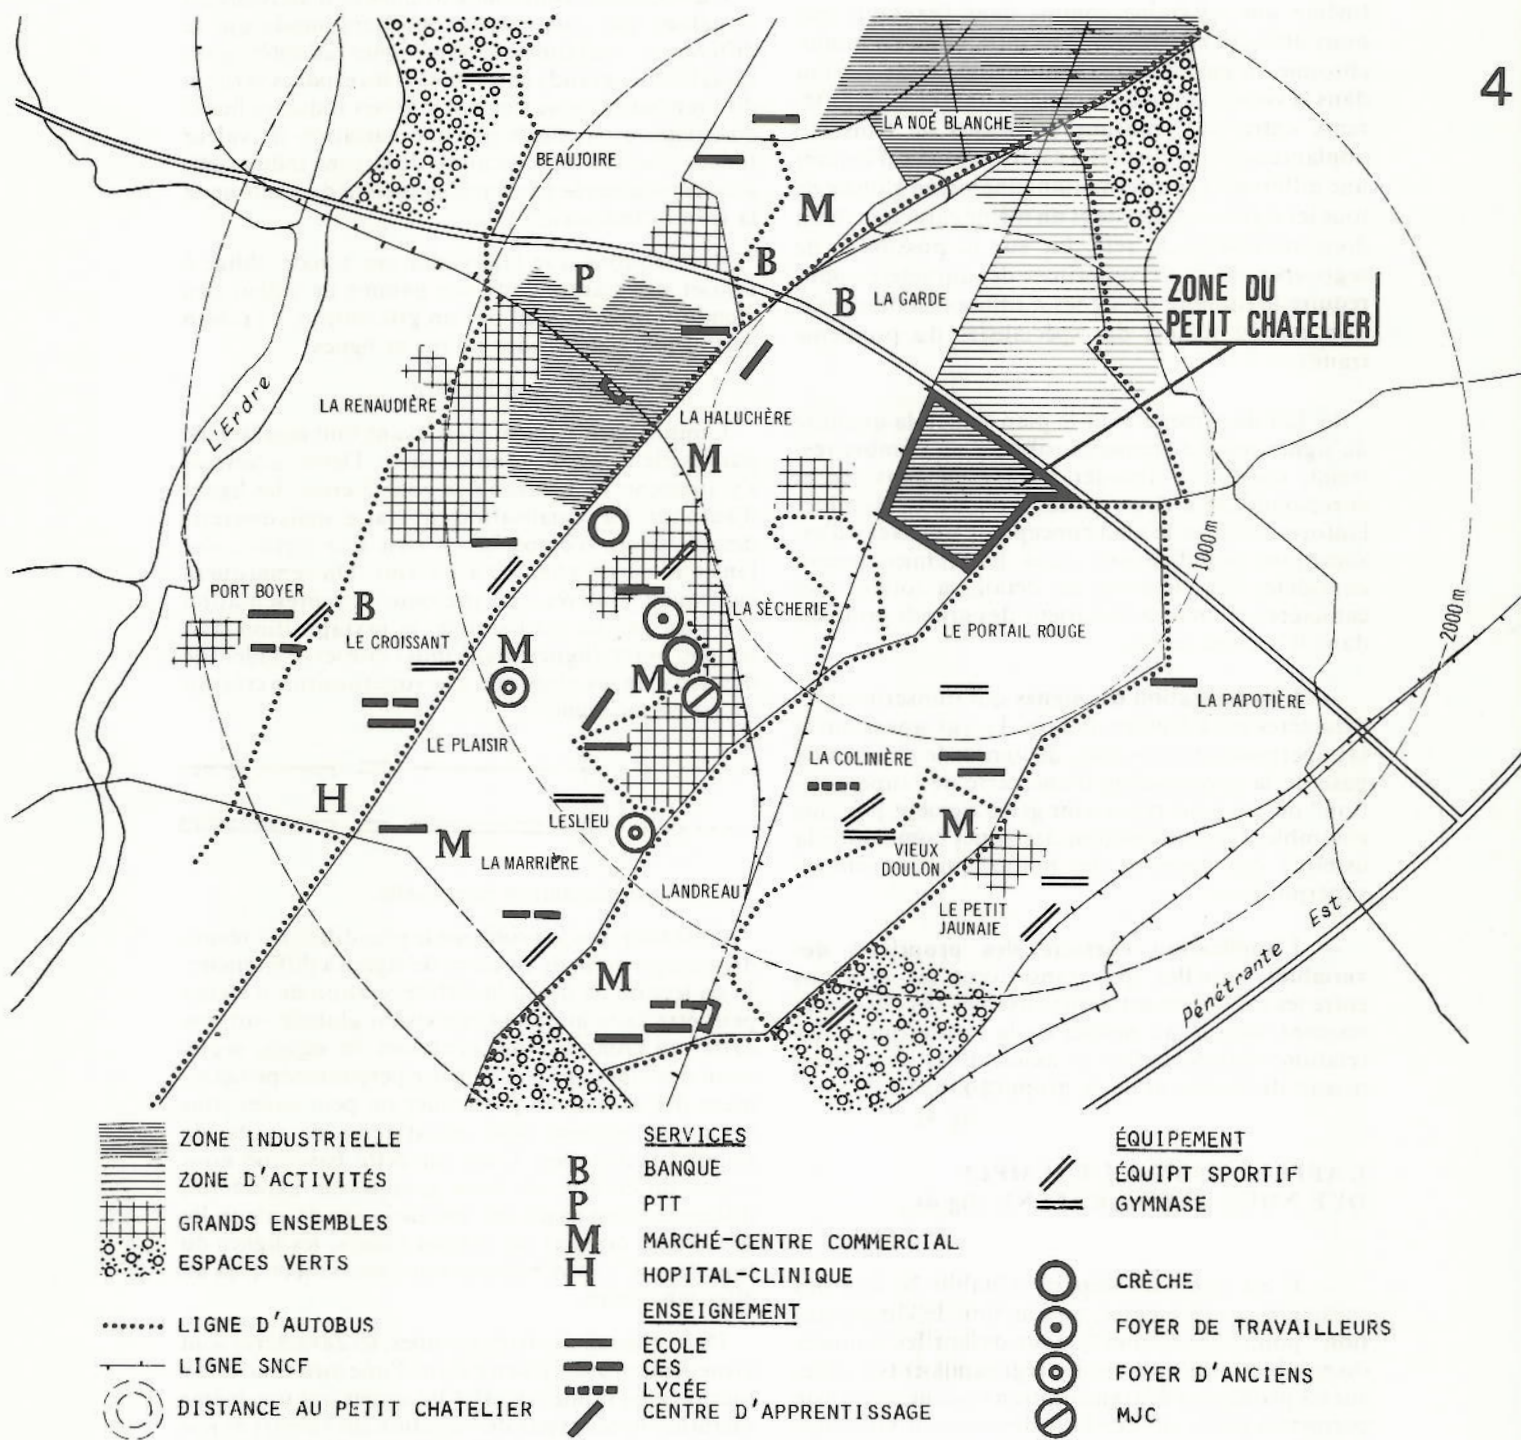 4
BEAUJOIRE
LA NOÉ BLANCHE
M
P
B
B
LA GARDE
ZONE DU
PETIT CHATELIER
L'Erdre
LA RENAUDIÈRE
LA HALUCHÈRE
M
1000m
2000m
PORT BOYER
B
LE CROISSANT
LA SÈCHERIE
LE PORTAIL ROUGE
M
M
LA PAPOTIÈRE
LE PLAISIR
LA COLINIÈRE
H
LESLIEU
M
M
VIEUX
DOULON
LA MARRIÈRE
LANDREAU
LE PETIT
JAUNAIE
M
Pénétrante Est
ZONE INDUSTRIELLE
ZONE D'ACTIVITÉS
GRANDS ENSEMBLES
ESPACES VERTS
LIGNE D'AUTOBUS
LIGNE SNCF
DISTANCE AU PETIT CHATELIER
SERVICES
B BANQUE
P PTT
M MARCHÉ-CENTRE COMMERCIAL
H HOPITAL-CLINIQUE
ENSEIGNEMENT
ECOLE
CES
LYCÉE
CENTRE D'APPRENTISSAGE
ÉQUIPEMENT
ÉQUIPT SPORTIF
GYMNASE
CRÈCHE
FOYER DE TRAVAILLEURS
FOYER D'ANCIENS
MJC